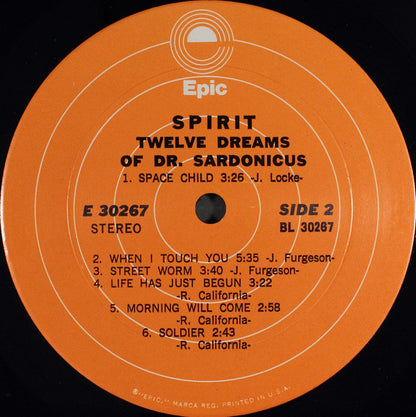 Epic
SPIRIT
TWELVE DREAMS
OF DR. SARDONICUS
1. SPACE CHILD 3:26 -J. Locke-
E 30267 SIDE 2
STEREO BL 30267
2. WHEN I TOUCH YOU 5:35 -J. Furgeson-
3. STREET WORM 3:40 -J. Furgeson-
4. LIFE HAS JUST BEGUN 3:22
-R. California-
5. MORNING WILL COME 2:58
-R. California-
6. SOLDIER 2:43
-R. California-
®-"EPIC," MARCA REG. PRINTED IN U.S.A.